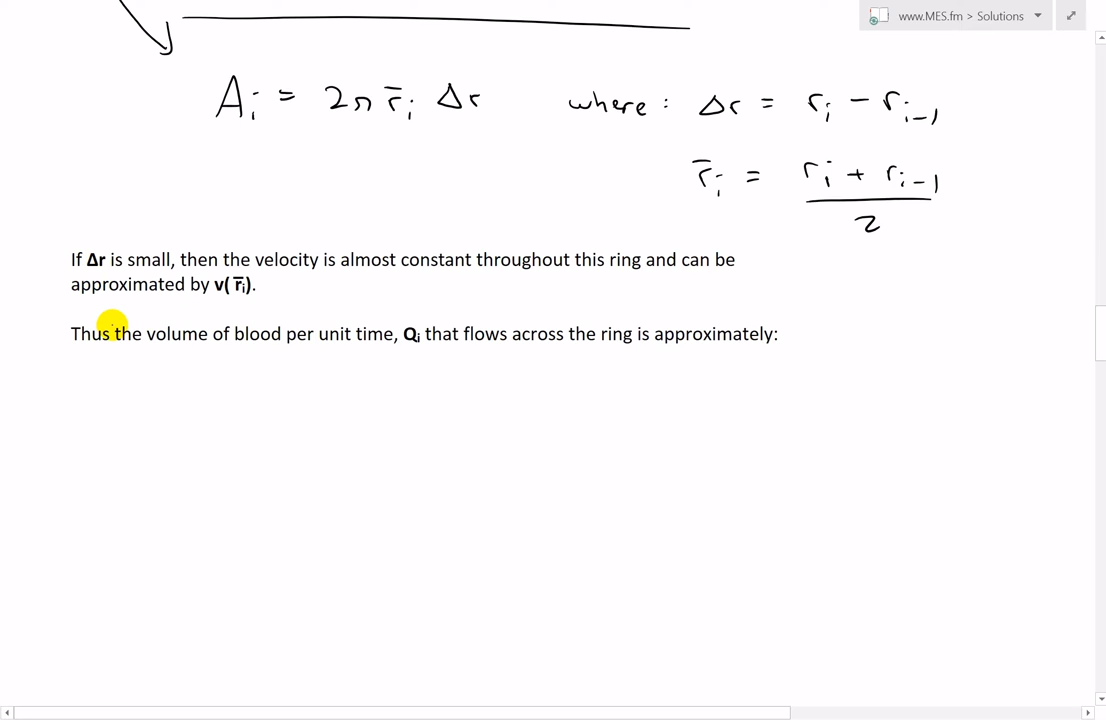 www.MES.fm > Solutions
Aᵢ = 2π r̄ᵢ Δr where: Δr = rᵢ − rᵢ₋₁
r̄ᵢ = (rᵢ + rᵢ₋₁) / 2
If Δr is small, then the velocity is almost constant throughout this ring and can be
approximated by v(r̄ᵢ).
Thus the volume of blood per unit time, Qᵢ that flows across the ring is approximately: